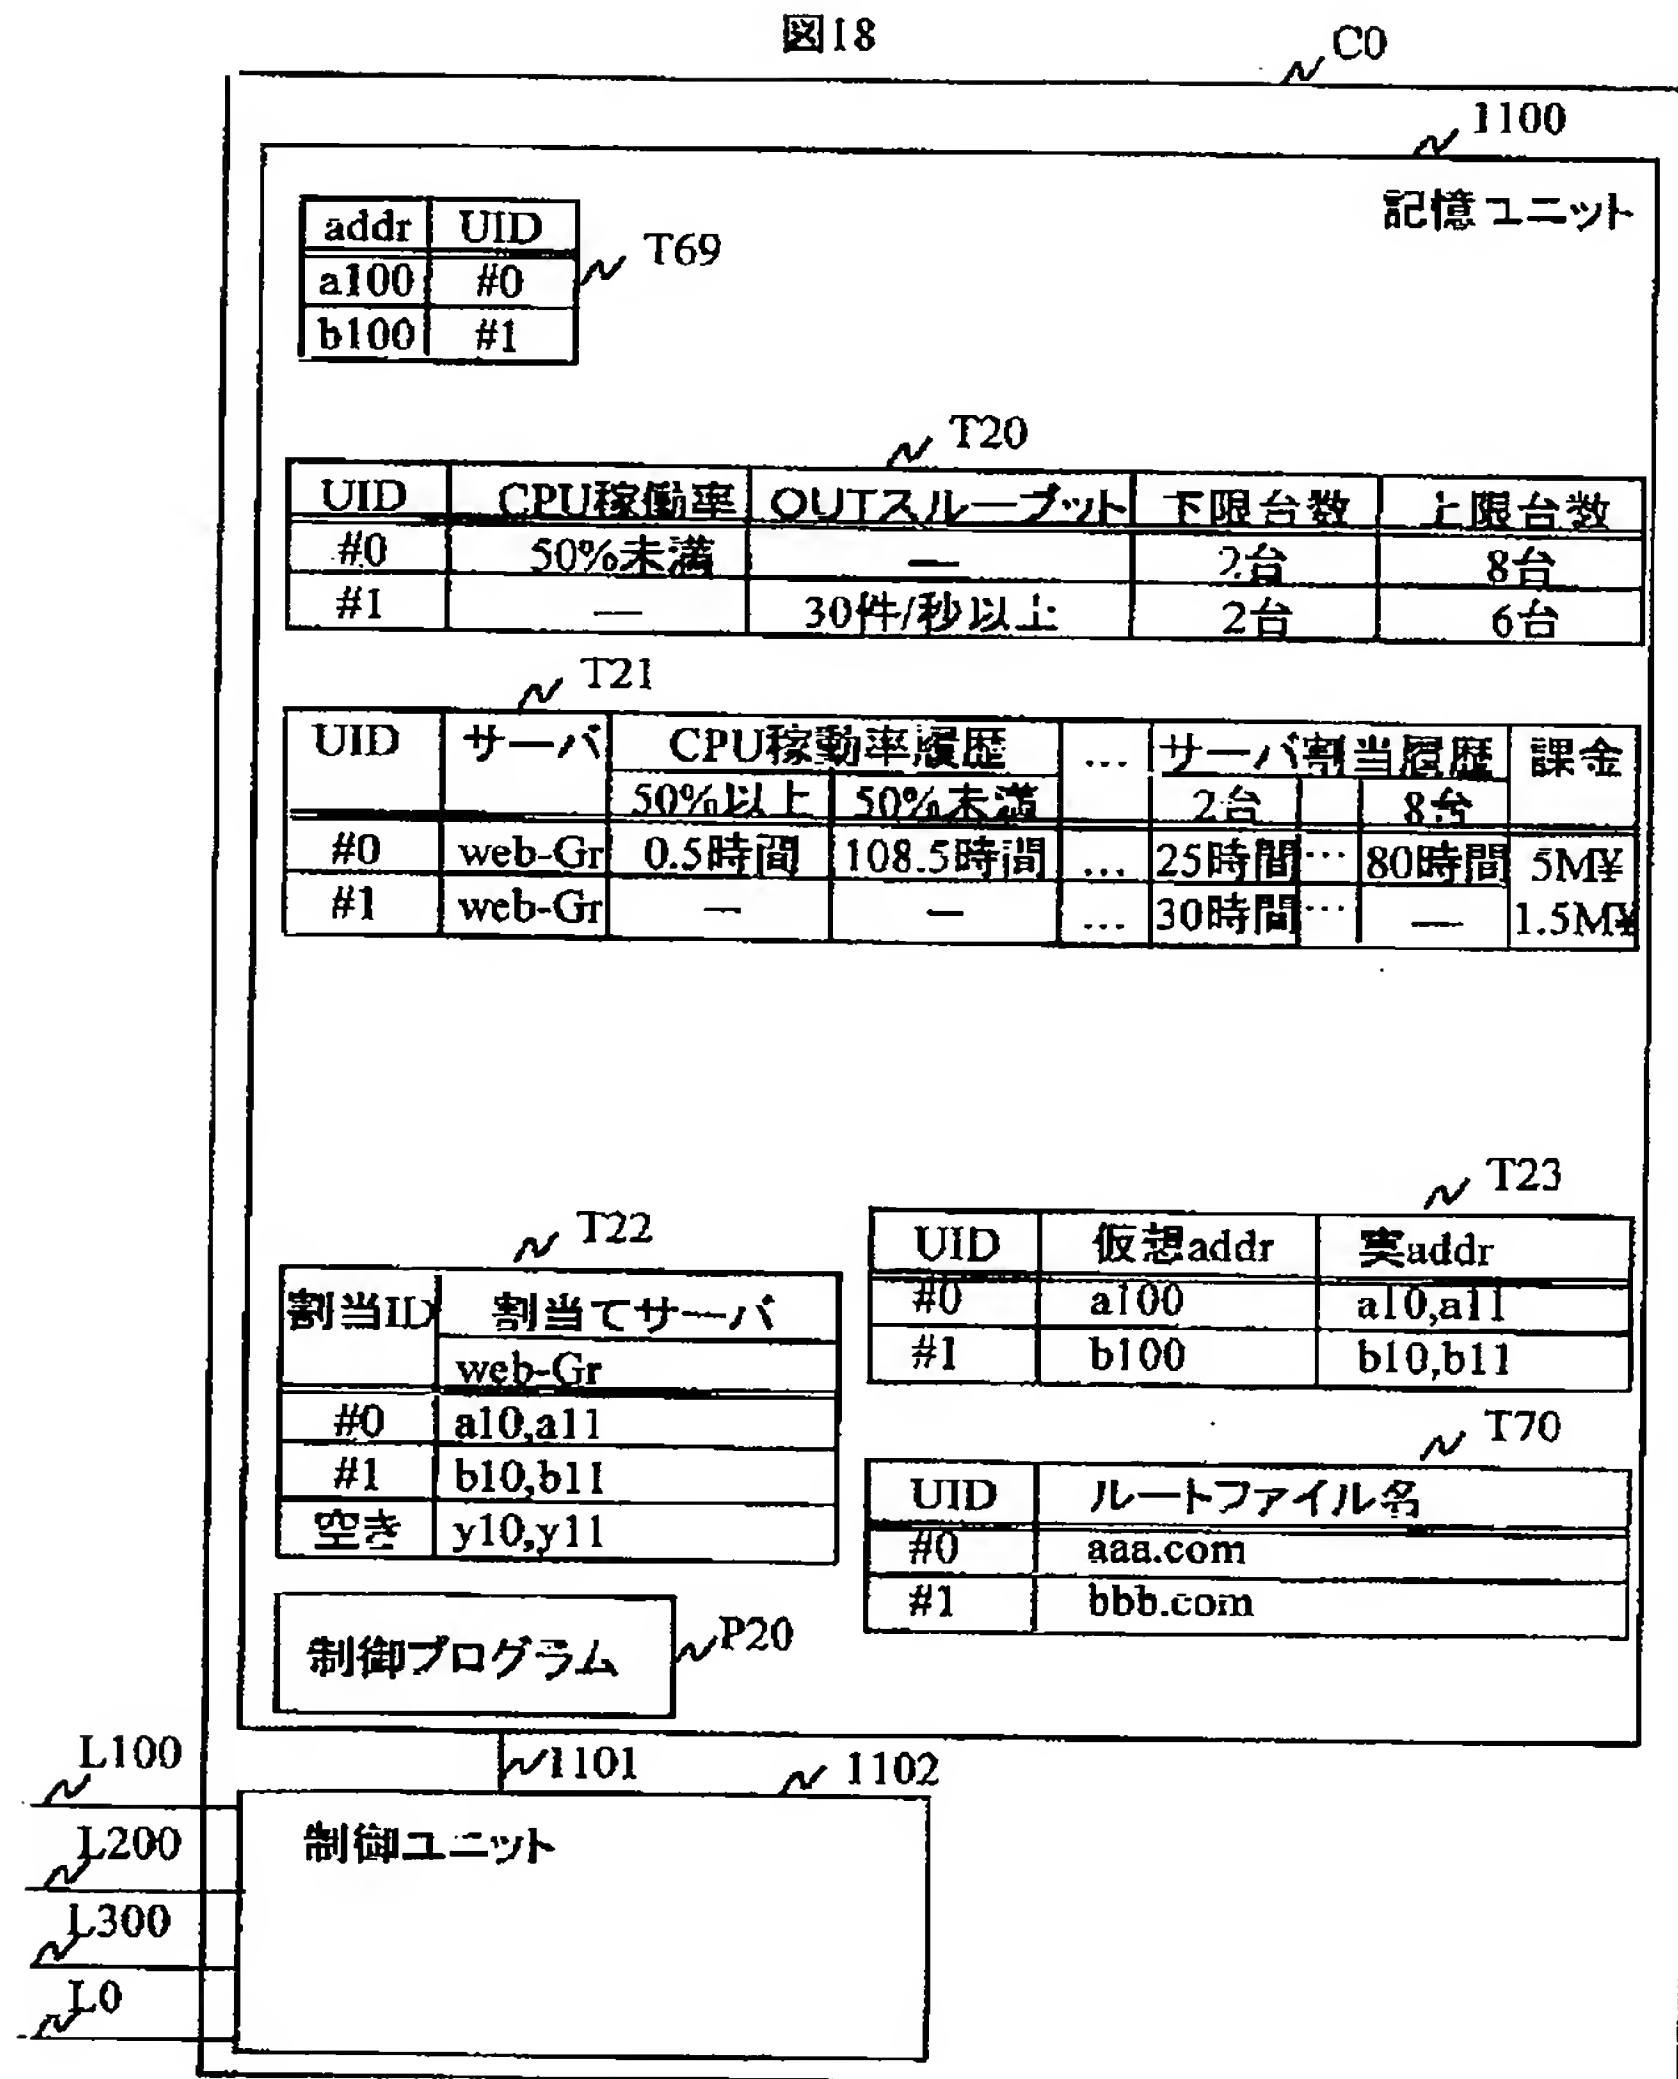 図18
C0
1100
記憶ユニット
addr UID
T69
a100 #0
b100 #1
T20
UID CPU稼働率 OUTスループット 下限台数 上限台数
#0 50%未満 — 2台 8台
#1 — 30件/秒以上 2台 6台
T21
UID サーバ CPU稼動率履歴 … サーバ割当履歴 課金
50%以上 50%未満 2台 8台
#0 web-Gr 0.5時間 108.5時間 … 25時間 … 80時間 5M¥
#1 web-Gr — — … 30時間 … — 1.5M¥
T23
UID 仮想addr 実addr
#0 a100 a10,a11
#1 b100 b10,b11
T22
割当ID 割当てサーバ
web-Gr
#0 a10,a11
#1 b10,b11
空き y10,y11
T70
UID ルートファイル名
#0 aaa.com
#1 bbb.com
制御プログラム
P20
1101
1102
制御ユニット
L100
L200
L300
L0